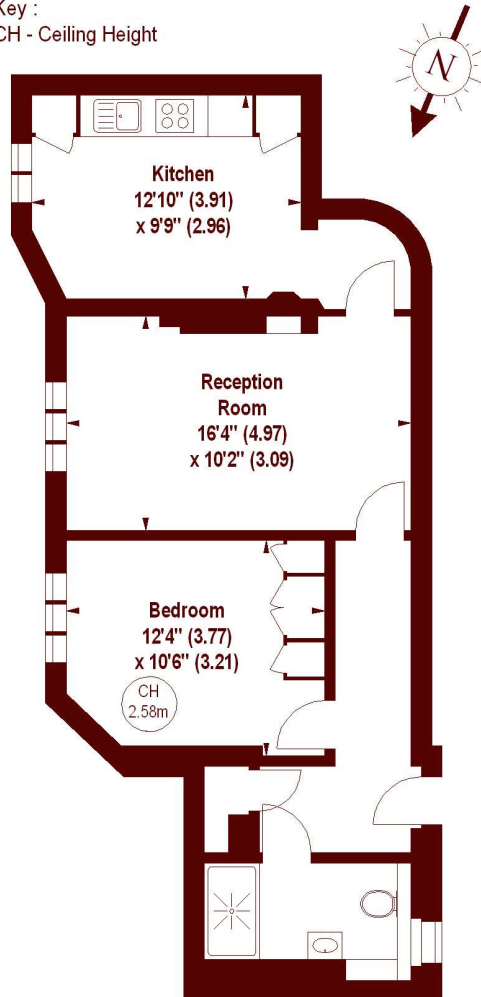 Key :
CH - Ceiling Height
N
Kitchen
12'10" (3.91)
x 9'9" (2.96)
Reception
Room
16'4" (4.97)
x 10'2" (3.09)
Bedroom
12'4" (3.77)
x 10'6" (3.21)
CH
2.58m